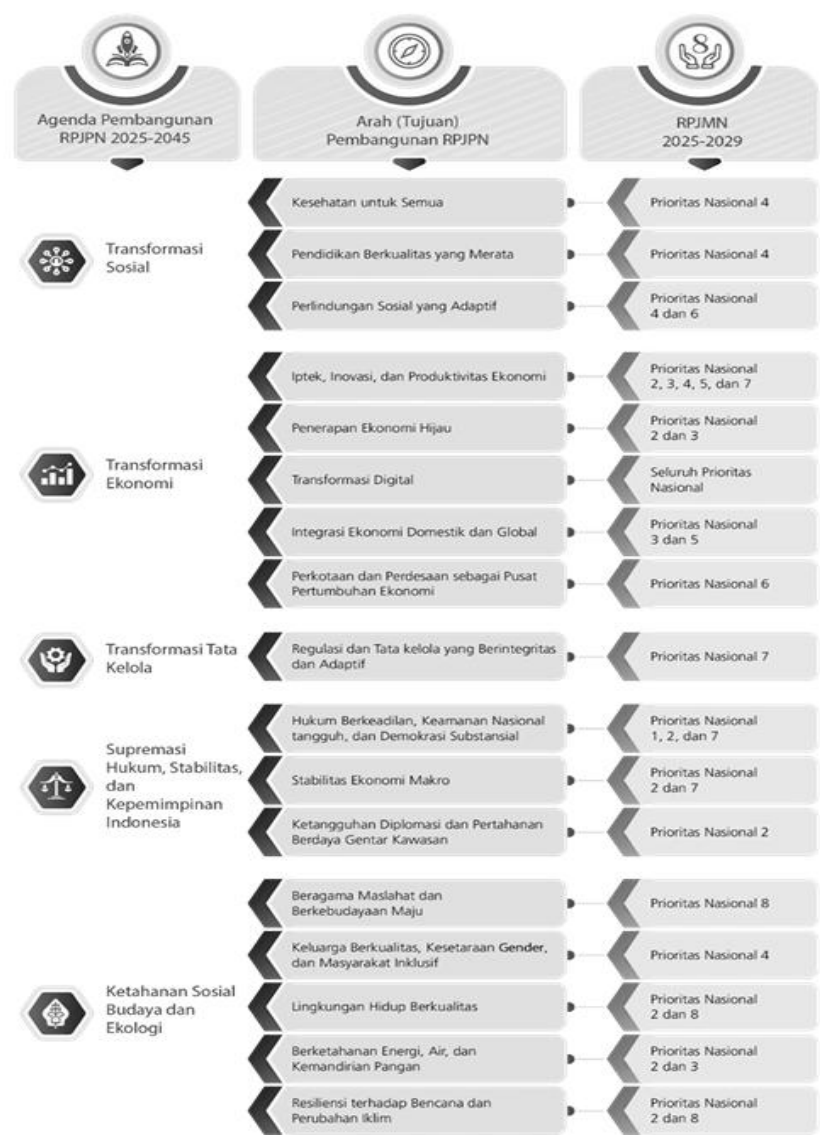 8
Agenda Pembangunan
RPJPN 2025-2045
Arah (Tujuan)
Pembangunan RPJPN
RPJMN
2025-2029
Transformasi
Sosial
Kesehatan untuk Semua
Prioritas Nasional 4
Pendidikan Berkualitas yang Merata
Prioritas Nasional 4
Perlindungan Sosial yang Adaptif
Prioritas Nasional
4 dan 6
Transformasi
Ekonomi
Iptek, Inovasi, dan Produktivitas Ekonomi
Prioritas Nasional
2, 3, 4, 5, dan 7
Penerapan Ekonomi Hijau
Prioritas Nasional
2 dan 3
Transformasi Digital
Seluruh Prioritas
Nasional
Integrasi Ekonomi Domestik dan Global
Prioritas Nasional
3 dan 5
Perkotaan dan Perdesaan sebagai Pusat
Pertumbuhan Ekonomi
Prioritas Nasional 6
Transformasi Tata
Kelola
Regulasi dan Tata kelola yang Berintegritas
dan Adaptif
Prioritas Nasional 7
Supremasi
Hukum, Stabilitas,
dan
Kepemimpinan
Indonesia
Hukum Berkeadilan, Keamanan Nasional
tangguh, dan Demokrasi Substansial
Prioritas Nasional
1, 2, dan 7
Stabilitas Ekonomi Makro
Prioritas Nasional
2 dan 7
Ketangguhan Diplomasi dan Pertahanan
Berdaya Gentar Kawasan
Prioritas Nasional 2
Ketahanan Sosial
Budaya dan
Ekologi
Beragama Maslahat dan
Berkebudayaan Maju
Prioritas Nasional 8
Keluarga Berkualitas, Kesetaraan Gender,
dan Masyarakat Inklusif
Prioritas Nasional 4
Lingkungan Hidup Berkualitas
Prioritas Nasional
2 dan 8
Berketahanan Energi, Air, dan
Kemandirian Pangan
Prioritas Nasional
2 dan 3
Resiliensi terhadap Bencana dan
Perubahan Iklim
Prioritas Nasional
2 dan 8